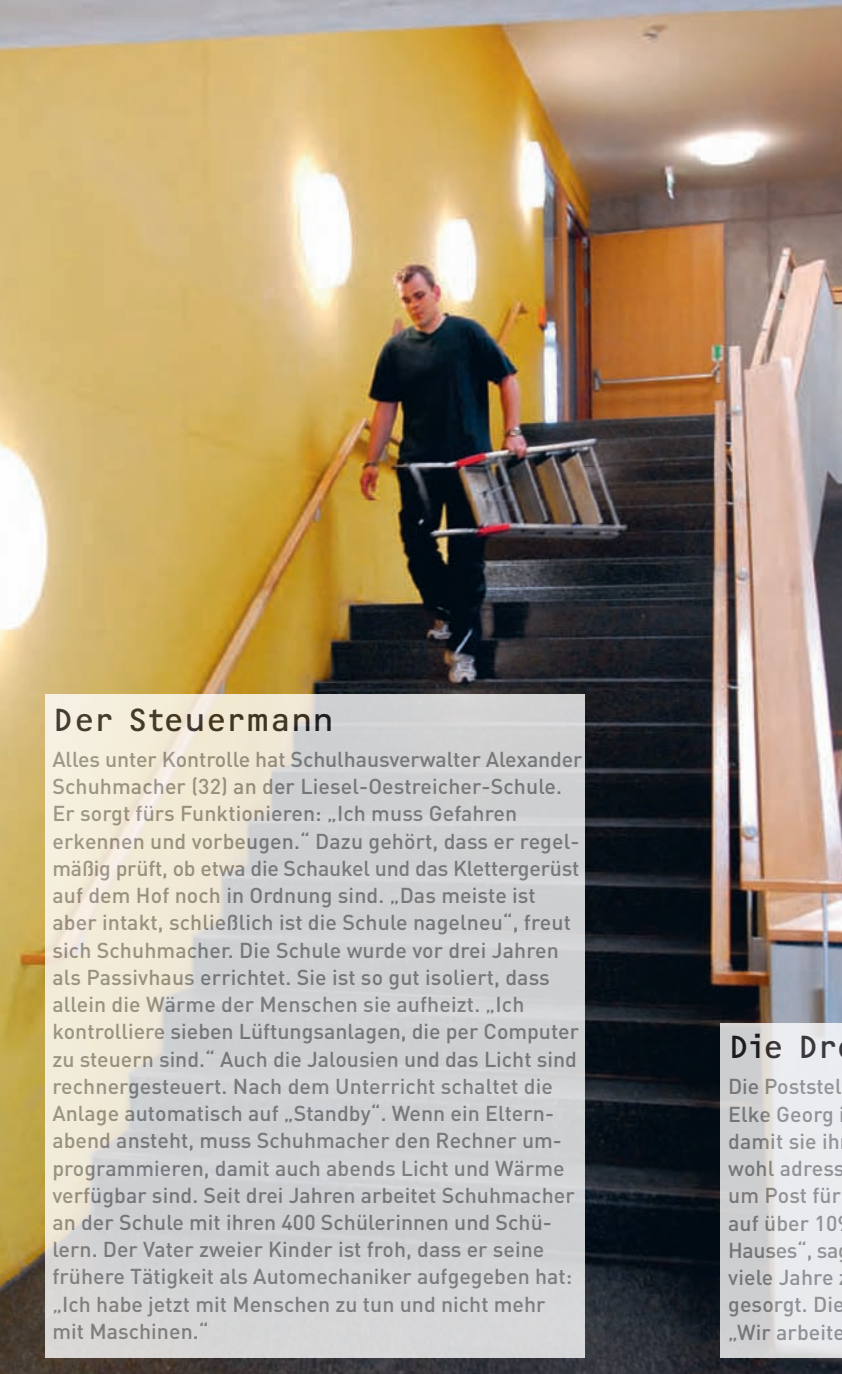 Der Steuermann
Alles unter Kontrolle hat Schulhausverwalter Alexander
Schuhmacher (32) an der Liesel-Oestreicher-Schule.
Er sorgt fürs Funktionieren: „Ich muss Gefahren
erkennen und vorbeugen.“ Dazu gehört, dass er regel-
mäßig prüft, ob etwa die Schaukel und das Klettergerüst
auf dem Hof noch in Ordnung sind. „Das meiste ist
aber intakt, schließlich ist die Schule nagelneu“, freut
sich Schuhmacher. Die Schule wurde vor drei Jahren
als Passivhaus errichtet. Sie ist so gut isoliert, dass
allein die Wärme der Menschen sie aufheizt. „Ich
kontrolliere sieben Lüftungsanlagen, die per Computer
zu steuern sind.“ Auch die Jalousien und das Licht sind
rechnergesteuert. Nach dem Unterricht schaltet die
Anlage automatisch auf „Standby“. Wenn ein Eltern-
abend ansteht, muss Schuhmacher den Rechner um-
programmieren, damit auch abends Licht und Wärme
verfügbar sind. Seit drei Jahren arbeitet Schuhmacher
an der Schule mit ihren 400 Schülerinnen und Schü-
lern. Der Vater zweier Kinder ist froh, dass er seine
frühere Tätigkeit als Automechaniker aufgegeben hat:
„Ich habe jetzt mit Menschen zu tun und nicht mehr
mit Maschinen.“
Die Dre
Die Poststel
Elke Georg i
damit sie ih
wohl adress
um Post für
auf über 109
Hauses“, sag
viele Jahre z
gesorgt. Die
„Wir arbeite